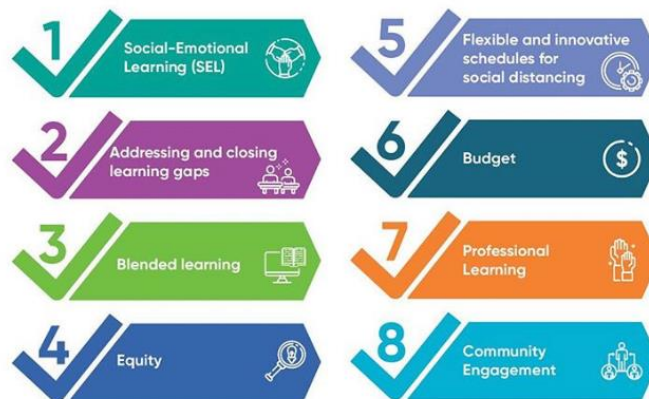 1
Social-Emotional
Learning (SEL)
2
Addressing and closing
learning gaps
3
Blended learning
4
Equity
5
Flexible and innovative
schedules for
social distancing
6
Budget
$
7
Professional
Learning
8
Community
Engagement